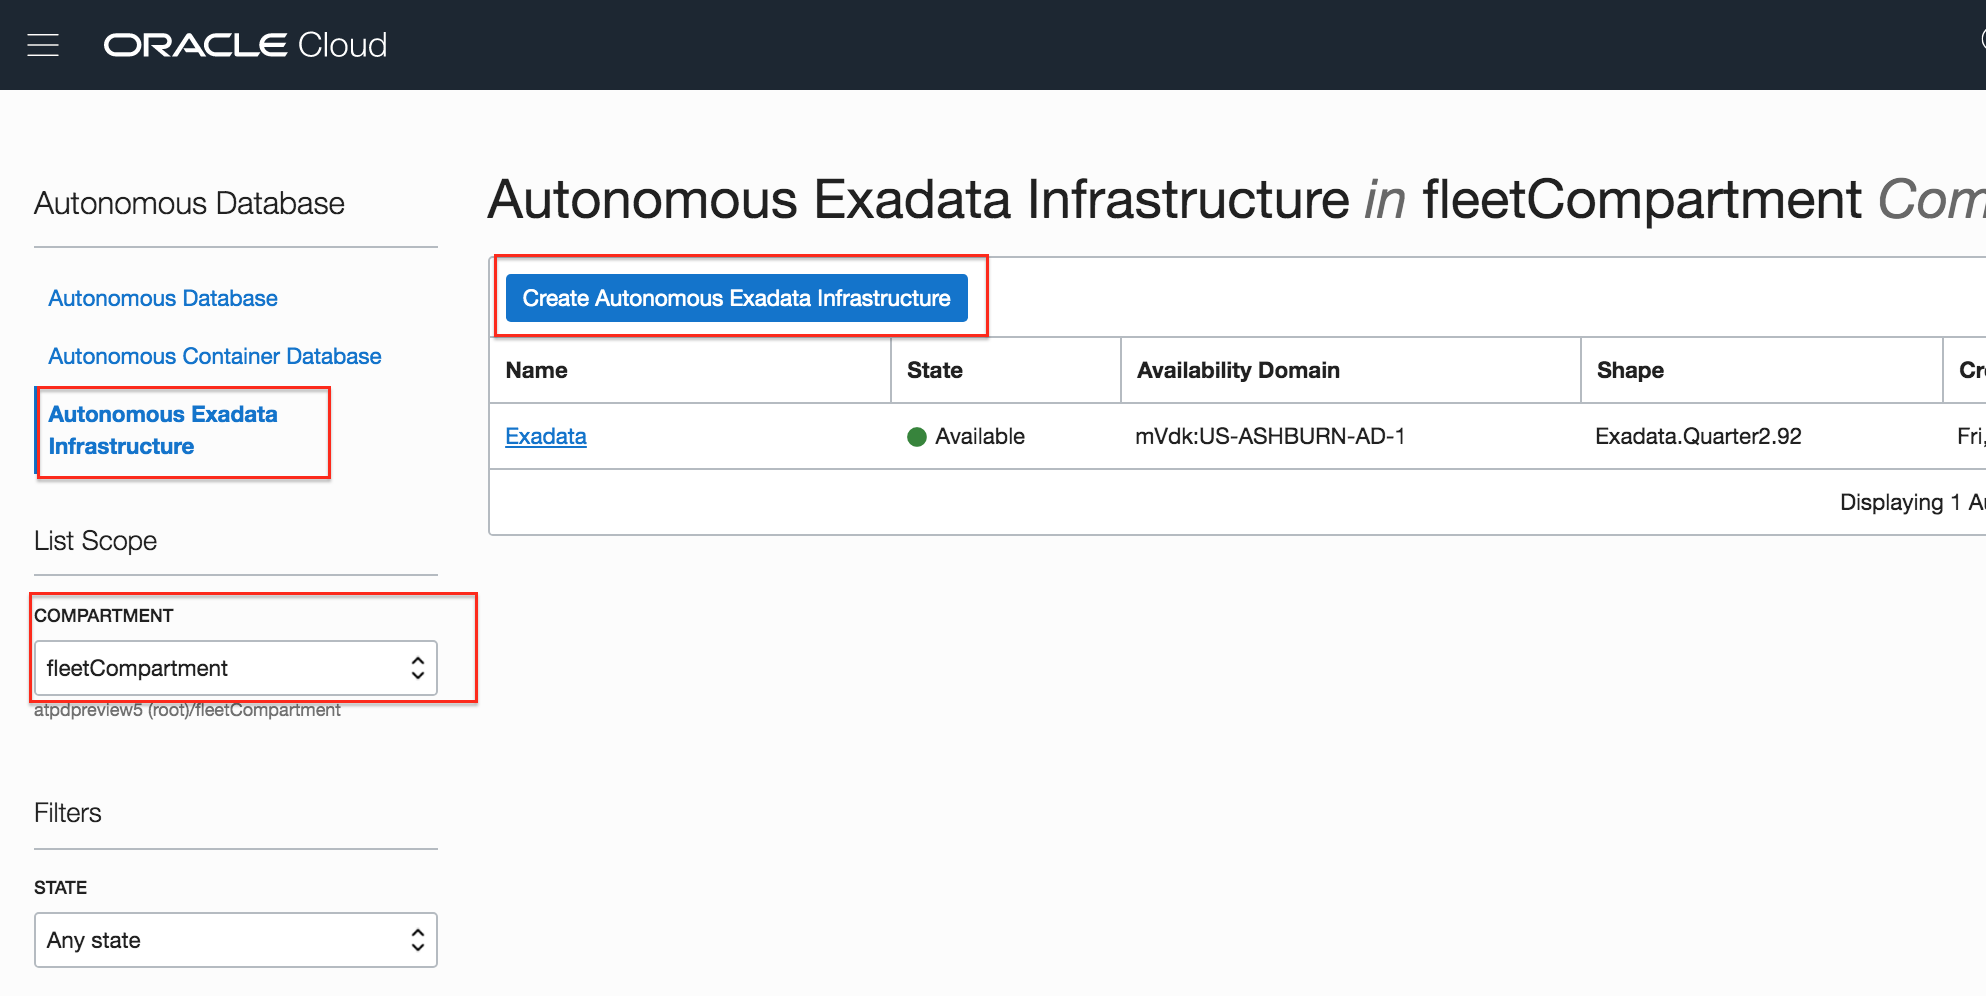 ORACLE Cloud
Autonomous Database
Autonomous Database
Autonomous Container Database
Autonomous Exadata
Infrastructure
List Scope
COMPARTMENT
fleetCompartment
atpdpreview5 (root)/fleetCompartment
Filters
STATE
Any state
Autonomous Exadata Infrastructure in fleetCompartment
Create Autonomous Exadata Infrastructure
Name State Availability Domain Shape
Exadata Available mVdk:US-ASHBURN-AD-1 Exadata.Quarter2.92 Fri,
Displaying 1